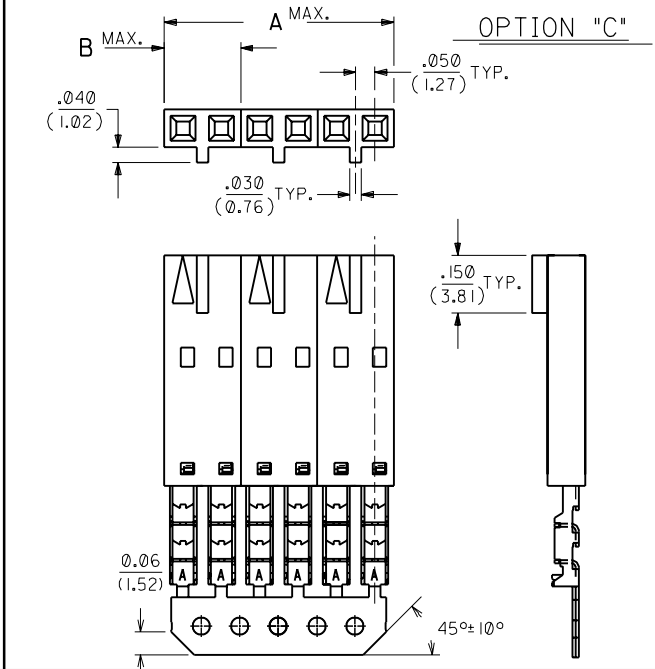 A MAX.
OPTION "C"
B MAX.
.050
(1.27) TYP.
.040
(1.02)
.030
(0.76) TYP.
.150
(3.81) TYP.
0.06
(1.52)
A A A A A A
45°±10°